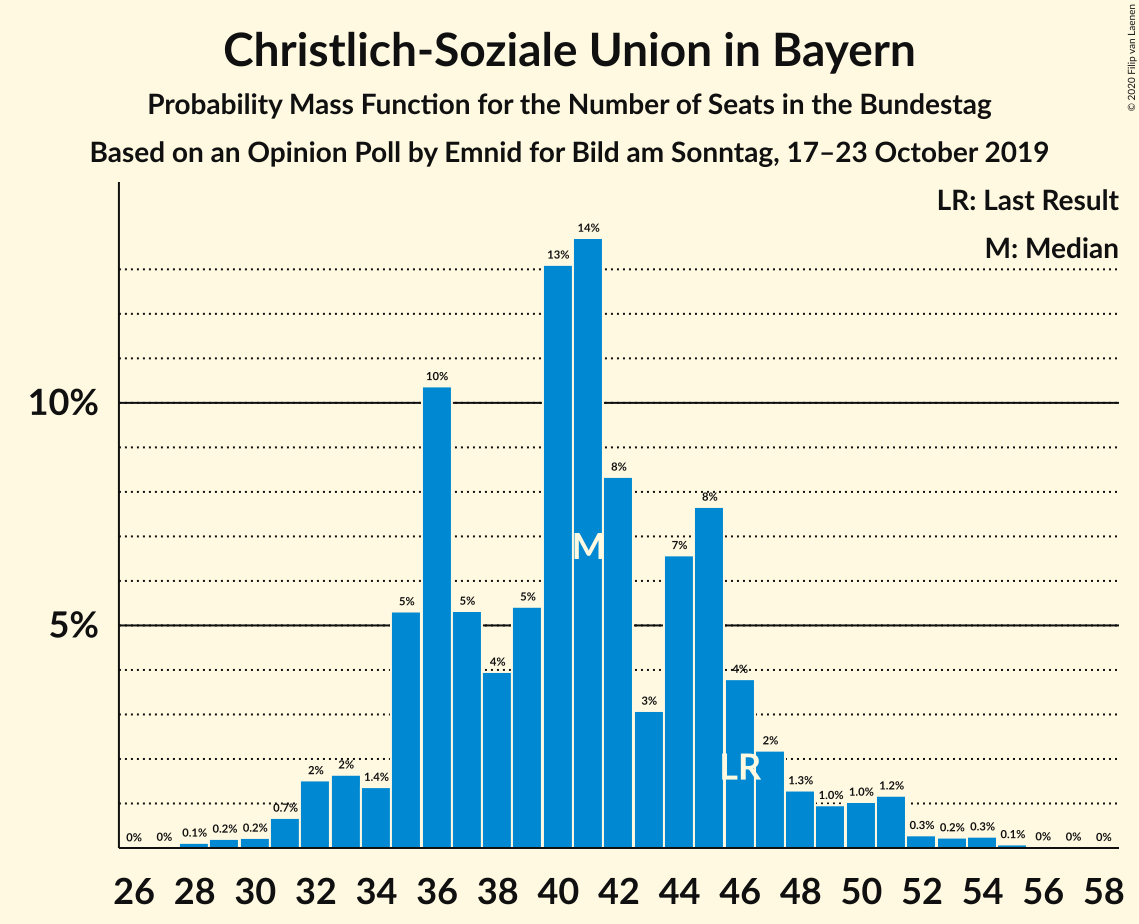 Christlich-Soziale Union in Bayern
Probability Mass Function for the Number of Seats in the Bundestag
Based on an Opinion Poll by Emnid for Bild am Sonntag, 17–23 October 2019
© 2020 Filip van Laenen
LR: Last Result
M: Median
10%
5%
0% 0% 0.1% 0.2% 0.2% 0.7% 2% 2% 1.4% 5% 10% 5% 4% 5% 13% 14% 8% 3% 7% 8% 4% 2% 1.3% 1.0% 1.0% 1.2% 0.3% 0.2% 0.3% 0.1% 0% 0% 0%
M
LR
26 28 30 32 34 36 38 40 42 44 46 48 50 52 54 56 58